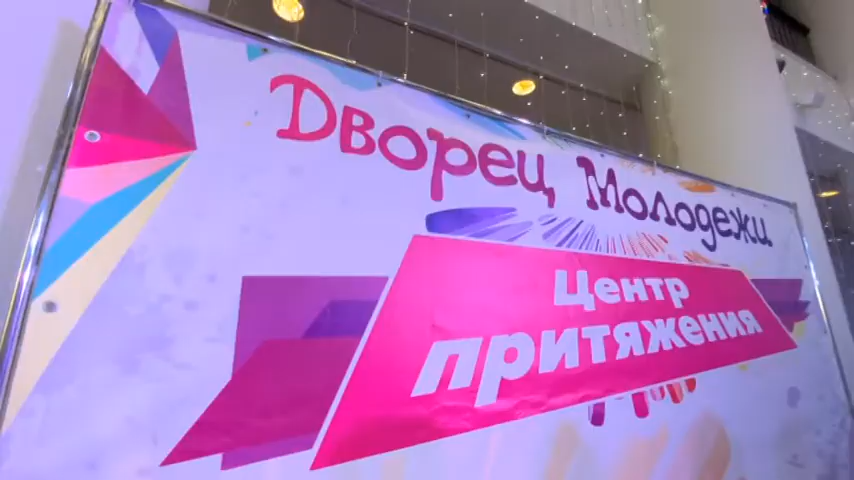 Дворец Молодежи
Центр
притяжения